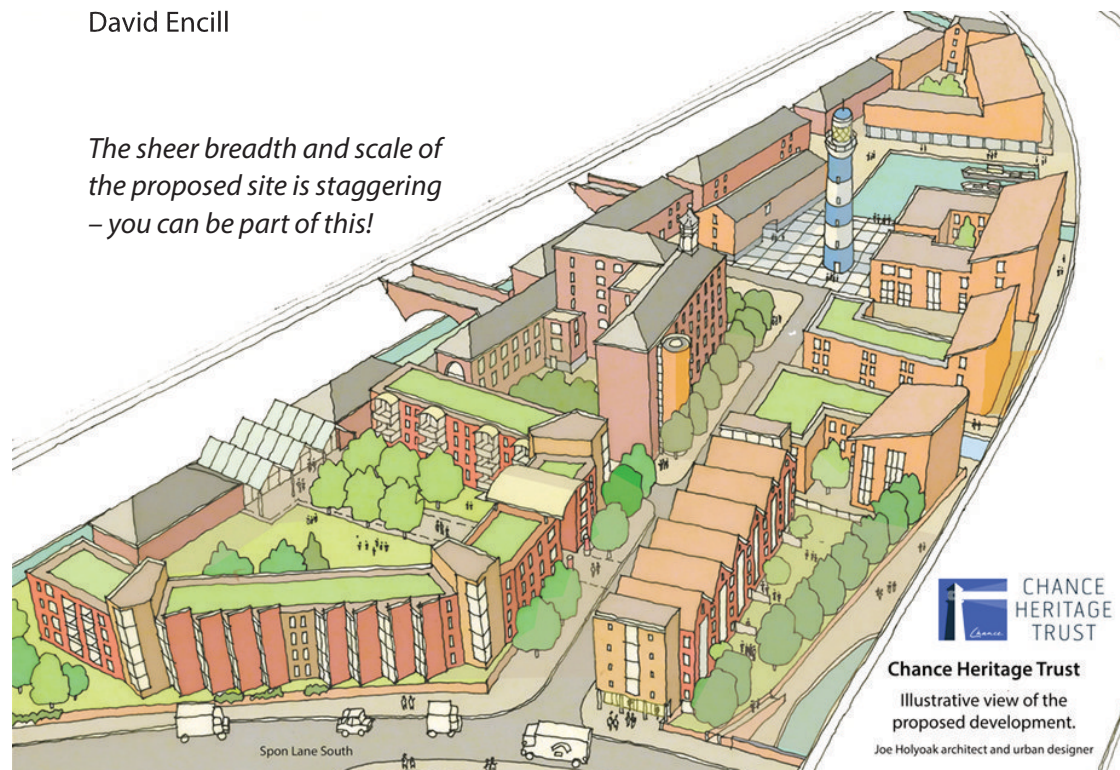 David Encill
The sheer breadth and scale of
the proposed site is staggering
– you can be part of this!
CHANCE
HERITAGE
TRUST
Chance
Chance Heritage Trust
Illustrative view of the
proposed development.
Joe Holyoak architect and urban designer
Spon Lane South